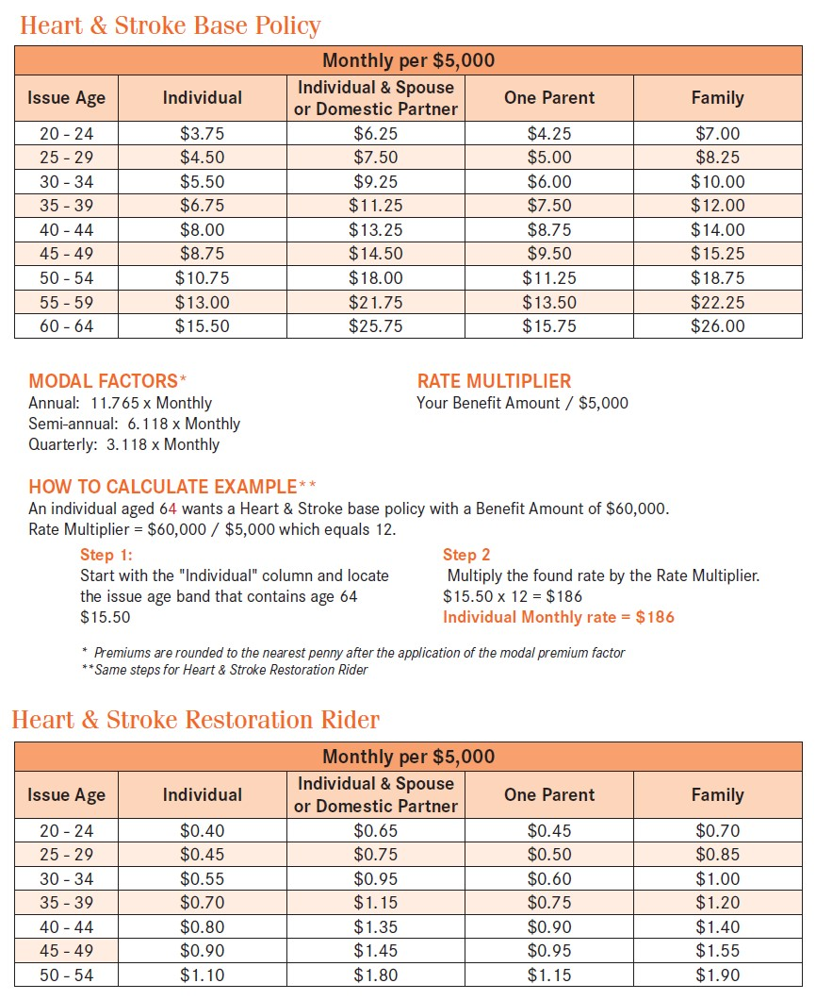 Heart & Stroke Base Policy
Monthly per $5,000
Issue Age Individual Individual & Spouse or Domestic Partner One Parent Family
20 - 24 $3.75 $6.25 $4.25 $7.00
25 - 29 $4.50 $7.50 $5.00 $8.25
30 - 34 $5.50 $9.25 $6.00 $10.00
35 - 39 $6.75 $11.25 $7.50 $12.00
40 - 44 $8.00 $13.25 $8.75 $14.00
45 - 49 $8.75 $14.50 $9.50 $15.25
50 - 54 $10.75 $18.00 $11.25 $18.75
55 - 59 $13.00 $21.75 $13.50 $22.25
60 - 64 $15.50 $25.75 $15.75 $26.00
MODAL FACTORS*
Annual: 11.765 x Monthly
Semi-annual: 6.118 x Monthly
Quarterly: 3.118 x Monthly
RATE MULTIPLIER
Your Benefit Amount / $5,000
HOW TO CALCULATE EXAMPLE**
An individual aged 64 wants a Heart & Stroke base policy with a Benefit Amount of $60,000.
Rate Multiplier = $60,000 / $5,000 which equals 12.
Step 1:
Start with the "Individual" column and locate
the issue age band that contains age 64
$15.50
Step 2
Multiply the found rate by the Rate Multiplier.
$15.50 x 12 = $186
Individual Monthly rate = $186
* Premiums are rounded to the nearest penny after the application of the modal premium factor
**Same steps for Heart & Stroke Restoration Rider
Heart & Stroke Restoration Rider
Monthly per $5,000
Issue Age Individual Individual & Spouse or Domestic Partner One Parent Family
20 - 24 $0.40 $0.65 $0.45 $0.70
25 - 29 $0.45 $0.75 $0.50 $0.85
30 - 34 $0.55 $0.95 $0.60 $1.00
35 - 39 $0.70 $1.15 $0.75 $1.20
40 - 44 $0.80 $1.35 $0.90 $1.40
45 - 49 $0.90 $1.45 $0.95 $1.55
50 - 54 $1.10 $1.80 $1.15 $1.90